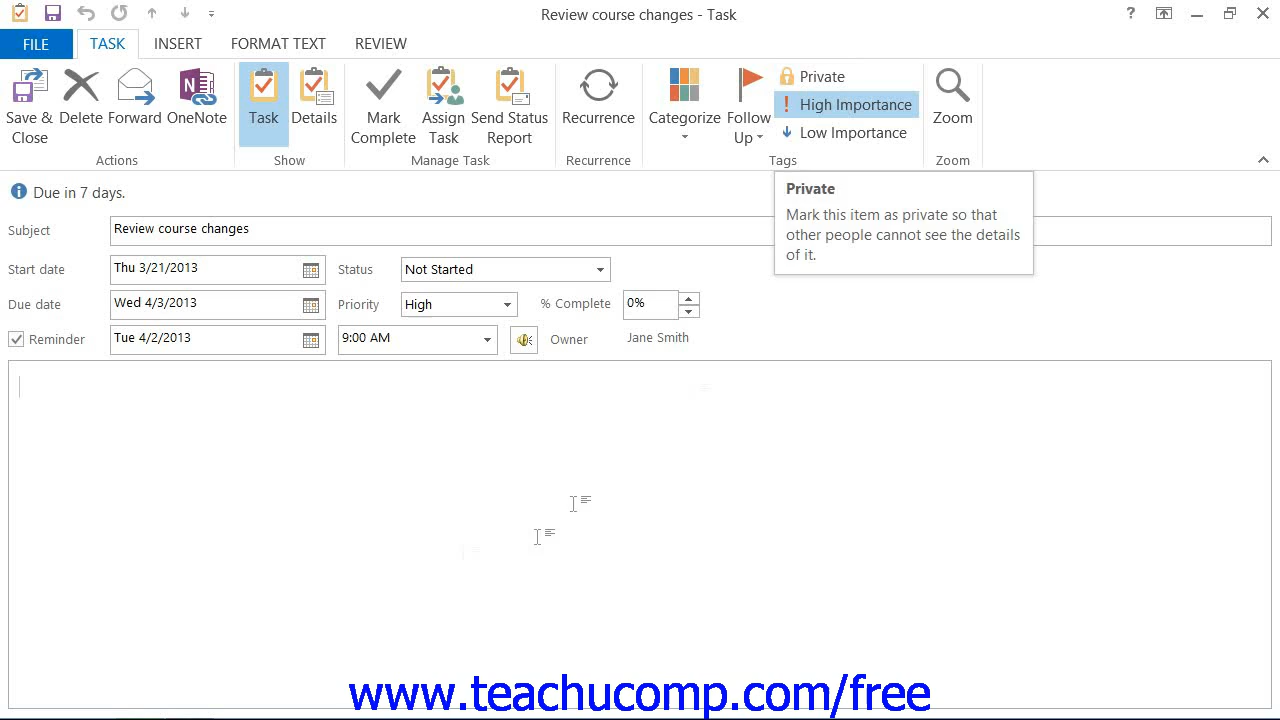 Review course changes - Task
?
FILE TASK INSERT FORMAT TEXT REVIEW
Save & Close Delete Forward OneNote Task Details Mark Complete Assign Task Send Status Report Recurrence Categorize Follow Up Private Zoom
High Importance
Low Importance
Actions Show Manage Task Recurrence Tags Zoom
Due in 7 days.
Private
Mark this item as private so that
other people cannot see the details
of it.
Subject Review course changes
Start date Thu 3/21/2013 Status Not Started
Due date Wed 4/3/2013 Priority High % Complete 0%
Reminder Tue 4/2/2013 9:00 AM Owner Jane Smith
www.teachucomp.com/free